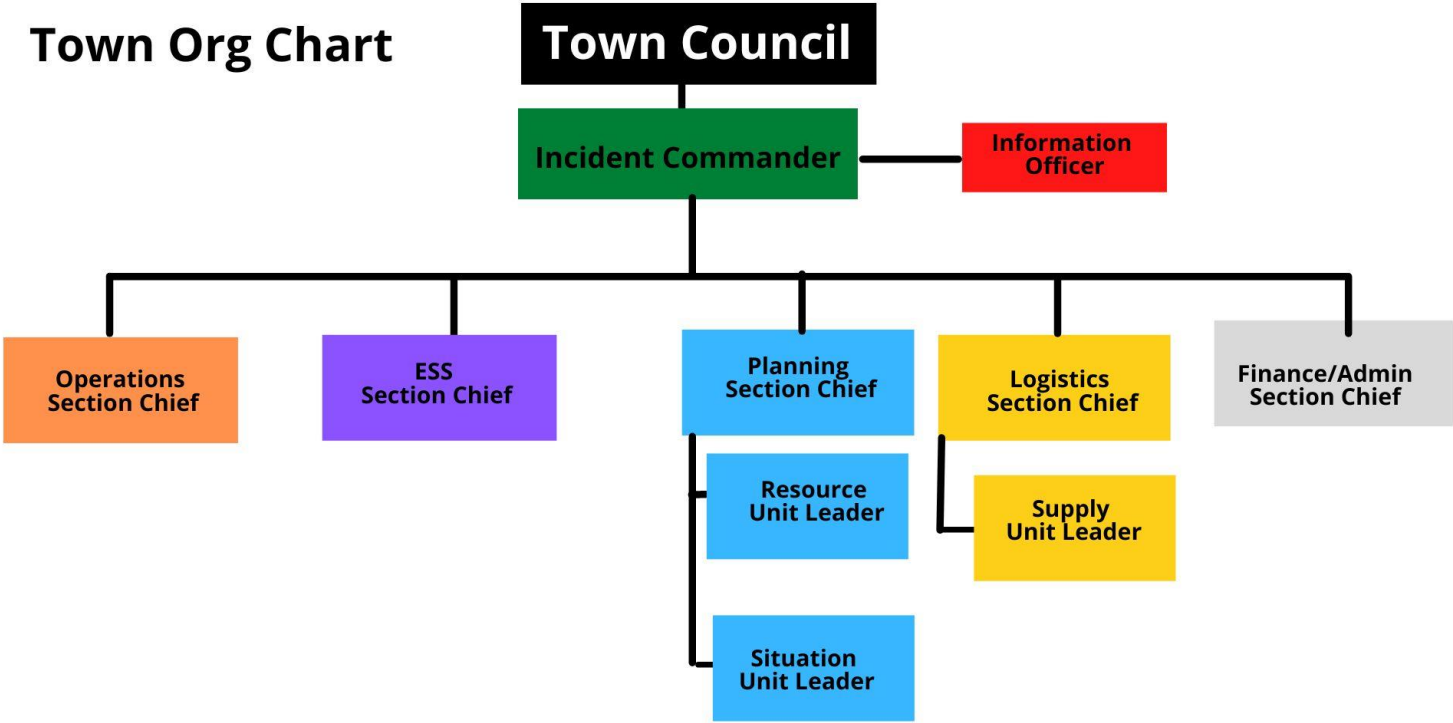 Town Org Chart
Town Council
Incident Commander
Information
Officer
Operations
Section Chief
ESS
Section Chief
Planning
Section Chief
Logistics
Section Chief
Finance/Admin
Section Chief
Resource
Unit Leader
Supply
Unit Leader
Situation
Unit Leader